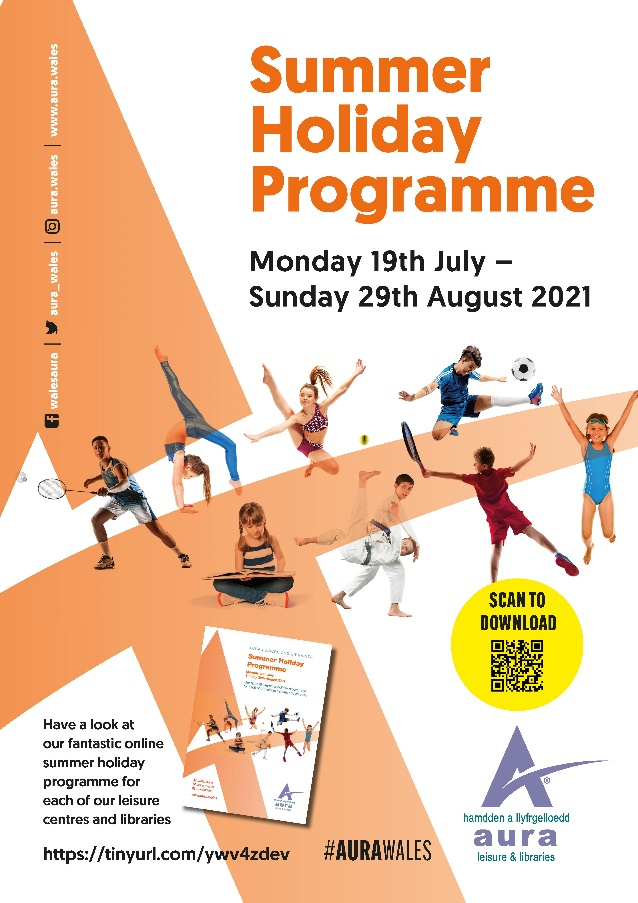 Summer
Holiday
Programme
Monday 19th July –
Sunday 29th August 2021
walesaura | aura_wales | aura.wales | www.aura.wales
SCAN TO
DOWNLOAD
Summer Holiday
Programme
aura
Have a look at
our fantastic online
summer holiday
programme for
each of our leisure
centres and libraries
https://tinyurl.com/ywv4zdev
#AURAWALES
®
hamdden a llyfrgelloedd
aura
leisure & libraries